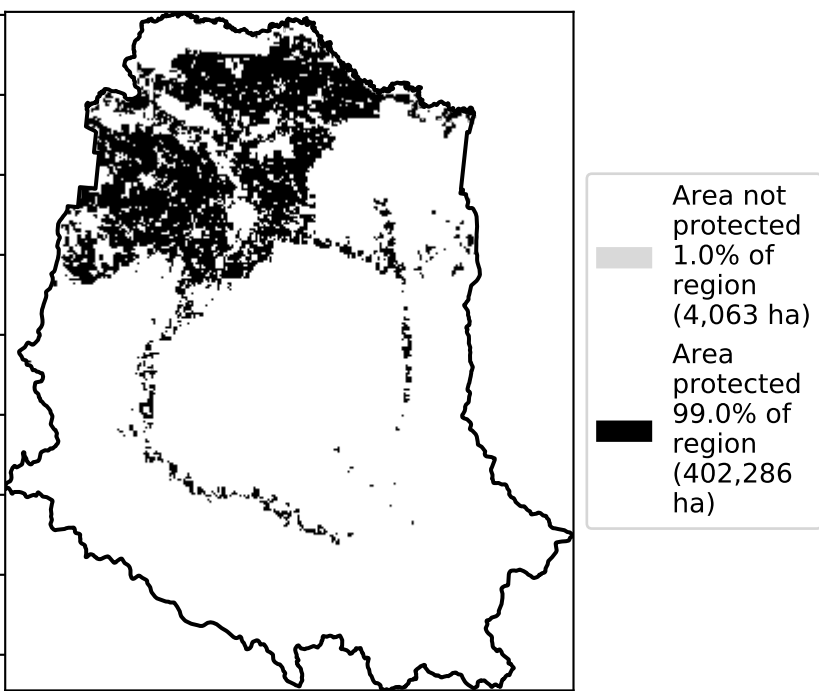 Area not
protected
1.0% of
region
(4,063 ha)
Area
protected
99.0% of
region
(402,286
ha)